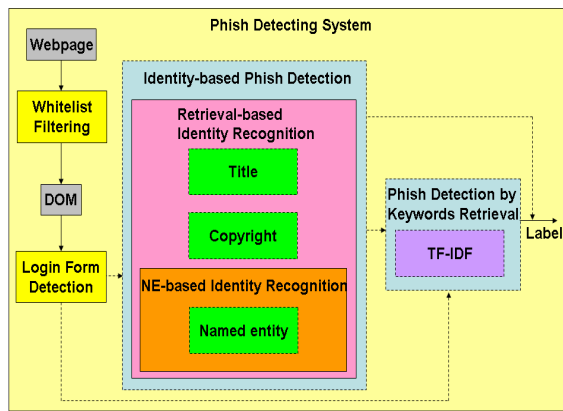 Phish Detecting System
Webpage
Whitelist
Filtering
DOM
Login Form
Detection
Identity-based Phish Detection
Retrieval-based
Identity Recognition
Title
Copyright
NE-based Identity Recognition
Named entity
Phish Detection by
Keywords Retrieval
TF-IDF
Label